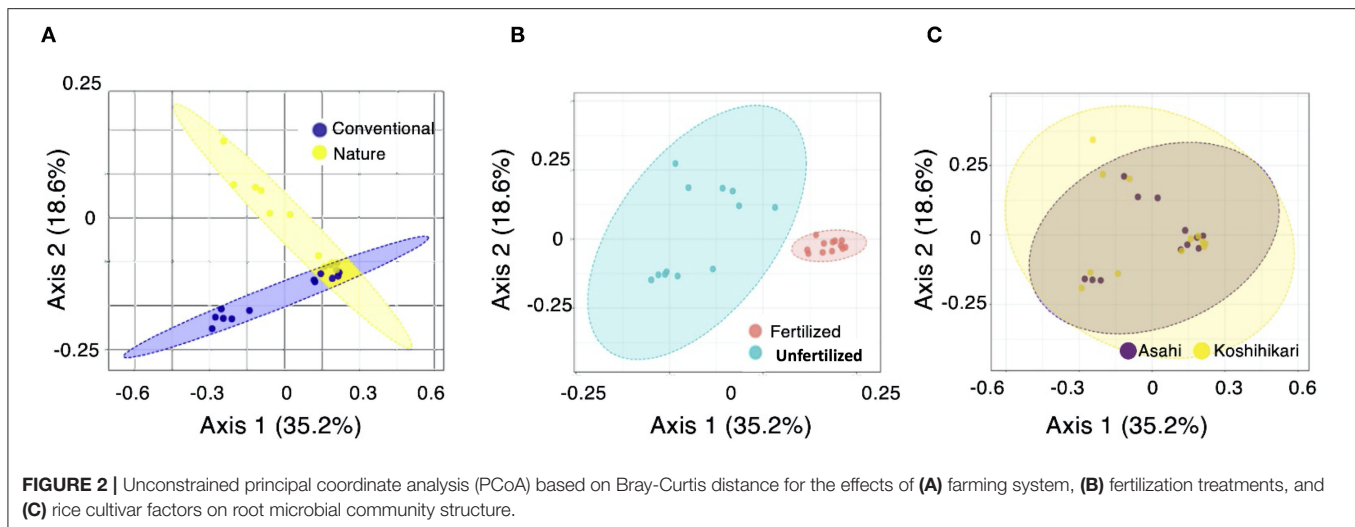 A
B
C
0.25
0
-0.25
Axis 2 (18.6%)
Conventional
Nature
-0.6
-0.3
0
0.3
0.6
Axis 1 (35.2%)
0.25
0
-0.25
Axis 2 (18.6%)
Fertilized
Unfertilized
-0.25
0
0.25
Axis 1 (35.2%)
0.25
0
-0.25
Axis 2 (18.6%)
Asahi
Koshihikari
-0.6
-0.3
0
0.3
0.6
Axis 1 (35.2%)
FIGURE 2 | Unconstrained principal coordinate analysis (PCoA) based on Bray-Curtis distance for the effects of (A) farming system, (B) fertilization treatments, and
(C) rice cultivar factors on root microbial community structure.